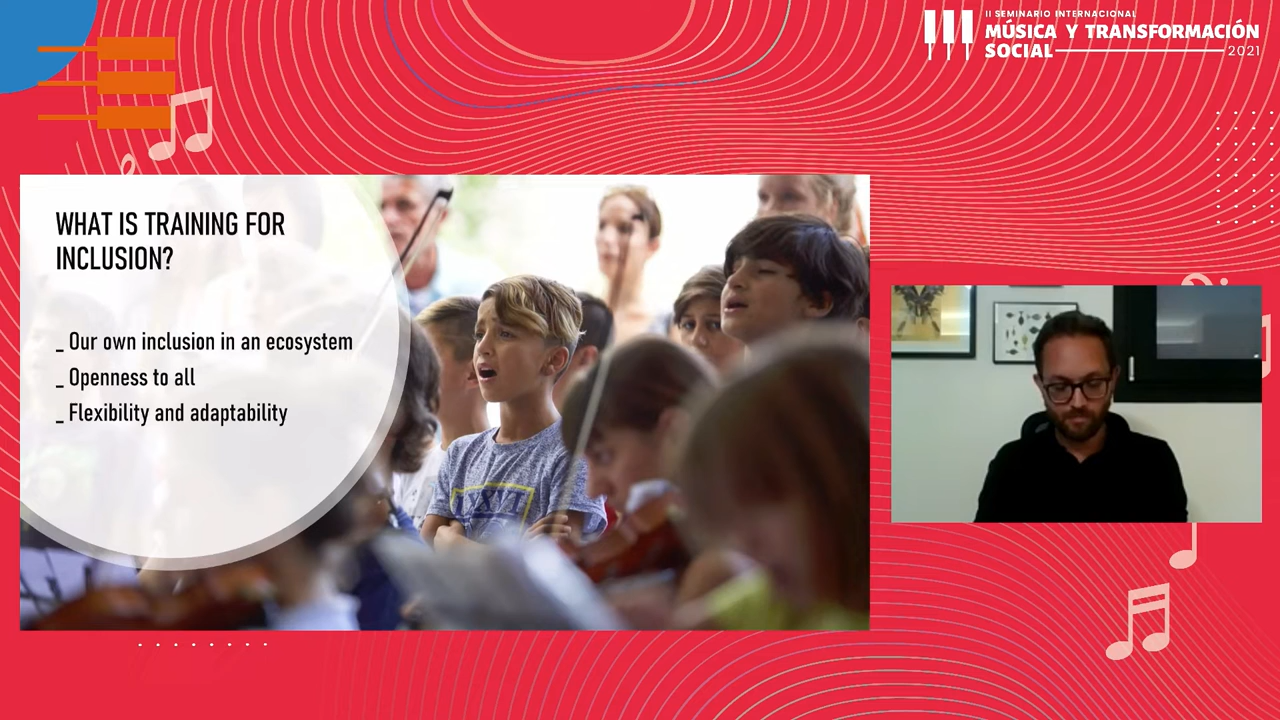 II SEMINARIO INTERNACIONAL
MÚSICA Y TRANSFORMACIÓN
SOCIAL
2021
WHAT IS TRAINING FOR
INCLUSION?
_ Our own inclusion in an ecosystem
_ Openness to all
_ Flexibility and adaptability